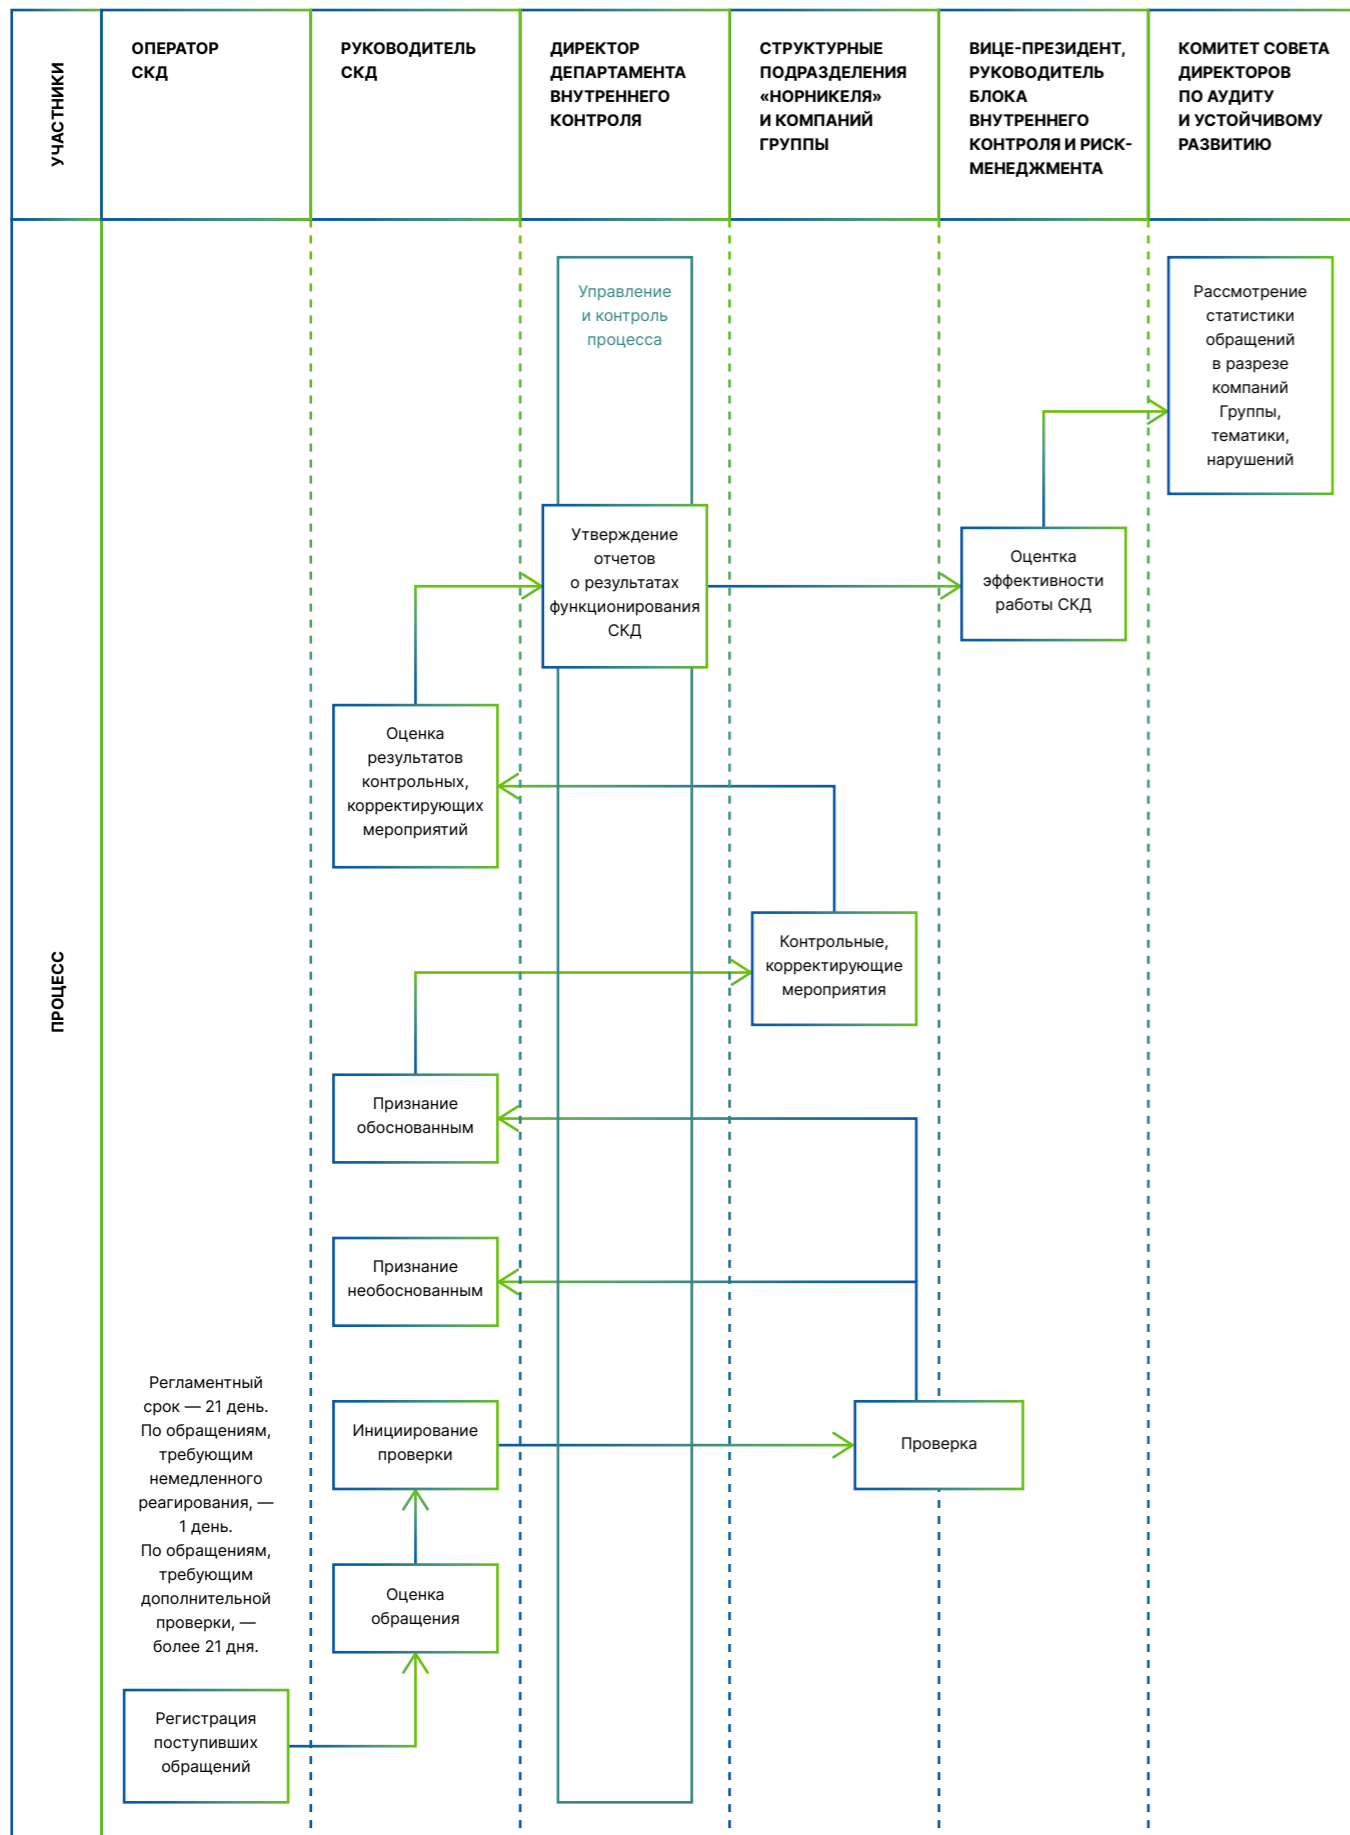 УЧАСТНИКИ
ОПЕРАТОР
СКД
РУКОВОДИТЕЛЬ
СКД
ДИРЕКТОР
ДЕПАРТАМЕНТА
ВНУТРЕННЕГО
КОНТРОЛЯ
СТРУКТУРНЫЕ
ПОДРАЗДЕЛЕНИЯ
«НОРНИКЕЛЯ»
И КОМПАНИЙ
ГРУППЫ
ВИЦЕ-ПРЕЗИДЕНТ,
РУКОВОДИТЕЛЬ
БЛОКА
ВНУТРЕННЕГО
КОНТРОЛЯ И РИСК-
МЕНЕДЖМЕНТА
КОМИТЕТ СОВЕТА
ДИРЕКТОРОВ
ПО АУДИТУ
И УСТОЙЧИВОМУ
РАЗВИТИЮ
ПРОЦЕСС
Управление
и контроль
процесса
Рассмотрение
статистики
обращений
в разрезе
компаний
Группы,
тематики,
нарушений
Утверждение
отчетов
о результатах
функционирования
СКД
Оцентка
эффективности
работы СКД
Оценка
результатов
контрольных,
корректирующих
мероприятий
Контрольные,
корректирующие
мероприятия
Признание
обоснованным
Признание
необоснованным
Регламентный
срок — 21 день.
По обращениям,
требующим
немедленного
реагирования, —
1 день.
По обращениям,
требующим
дополнительной
проверки, —
более 21 дня.
Инициирование
проверки
Проверка
Оценка
обращения
Регистрация
поступивших
обращений